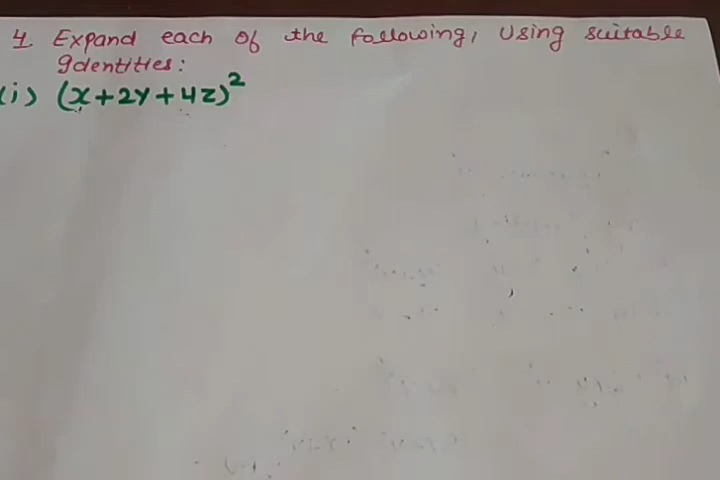 4 Expand each of the following, Using suitable
Identities:
(i) (x+2y+4z)²